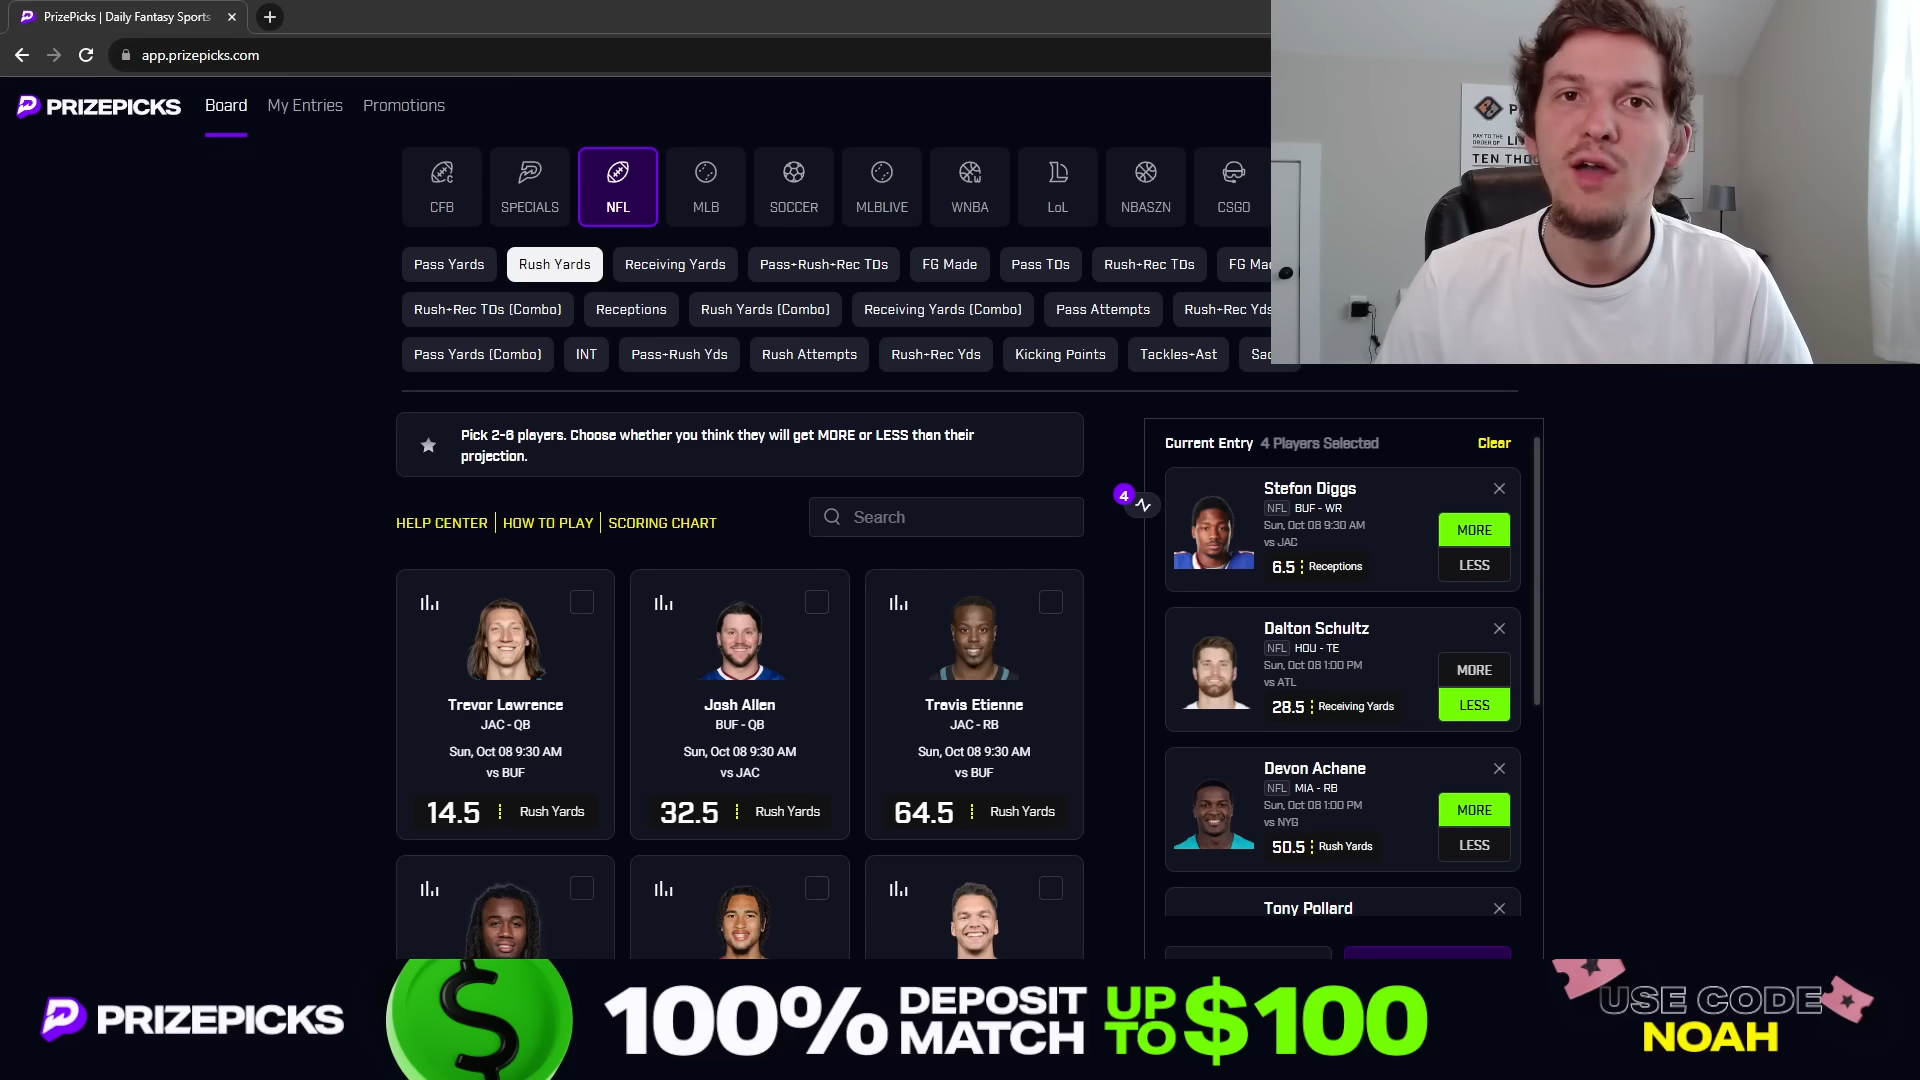 PrizePicks | Daily Fantasy Sports
app.prizepicks.com
PRIZEPICKS
Board
My Entries
Promotions
CFB
SPECIALS
NFL
MLB
SOCCER
MLBLIVE
WNBA
LoL
NBASZN
CSGO
Pass Yards
Rush Yards
Receiving Yards
Pass+Rush+Rec TDs
FG Made
Pass TDs
Rush+Rec TDs
Rush+Rec TDs (Combo)
Receptions
Rush Yards (Combo)
Receiving Yards (Combo)
Pass Attempts
Rush+Rec Yds
Pass Yards (Combo)
INT
Pass+Rush Yds
Rush Attempts
Rush+Rec Yds
Kicking Points
Tackles+Ast
PAY TO THE
ORDER OF
Pick 2-6 players. Choose whether you think they will get MORE or LESS than their
projection.
HELP CENTER
HOW TO PLAY
SCORING CHART
Search
Trevor Lawrence
JAC - QB
Sun, Oct 08 9:30 AM
vs BUF
14.5
Rush Yards
Josh Allen
BUF - QB
Sun, Oct 08 9:30 AM
vs JAC
32.5
Rush Yards
Travis Etienne
JAC - RB
Sun, Oct 08 9:30 AM
vs BUF
64.5
Rush Yards
Current Entry 4 Players Selected
Clear
4
Stefon Diggs
NFL BUF - WR
Sun, Oct 08 9:30 AM
vs JAC
6.5 Receptions
MORE
LESS
Dalton Schultz
NFL HOU - TE
Sun, Oct 08 1:00 PM
vs ATL
28.5 Receiving Yards
MORE
LESS
Devon Achane
NFL MIA - RB
Sun, Oct 08 1:00 PM
vs NYG
50.5 Rush Yards
MORE
LESS
Tony Pollard
PRIZEPICKS
100% DEPOSIT MATCH UP TO $100
USE CODE
NOAH